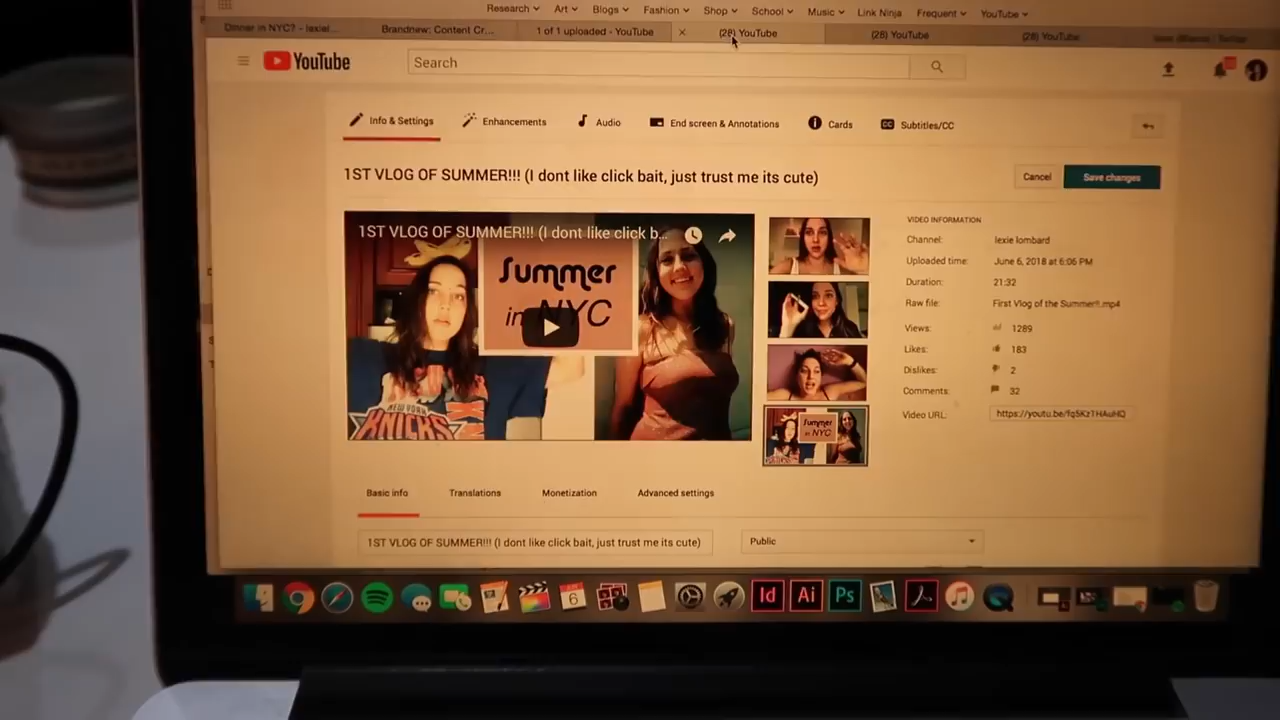 Research Art Blogs Fashion Shop School Music Link Ninja Frequent YouTube
Dinner in NYC? - lexie l... Brandnew: Content Cr... 1 of 1 uploaded - YouTube (28) YouTube (28) YouTube (28) YouTube
YouTube
Search
Info & Settings Enhancements Audio End screen & Annotations Cards CC Subtitles/CC
1ST VLOG OF SUMMER!!! (I dont like click bait, just trust me its cute)
Cancel
Save changes
1ST VLOG OF SUMMER!!! (I dont like click b...
Summer
in NYC
NEW YORK
KNICKS
Summer
in NYC
VIDEO INFORMATION
Channel: lexie lombard
Uploaded time: June 6, 2018 at 6:06 PM
Duration: 21:32
Raw file: First Vlog of the Summer!!.mp4
Views: 1289
Likes: 183
Dislikes: 2
Comments: 32
Video URL:
Basic info Translations Monetization Advanced settings
1ST VLOG OF SUMMER!!! (I dont like click bait, just trust me its cute)
Public
6
Id Ai Ps